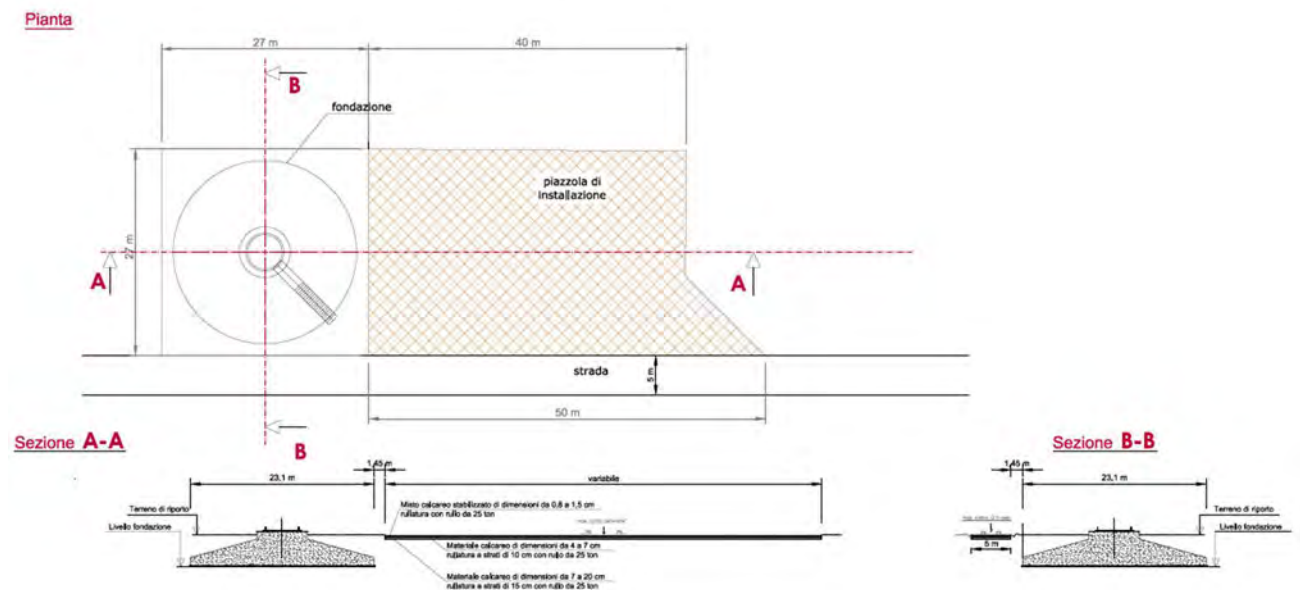 Pianta
27 m
40 m
B
fondazione
piazzola di
installazione
27 m
A
A
strada
5 m
50 m
B
Sezione A-A
Sezione B-B
1,45 m
23,1 m
variabile
Misto calcareo stabilizzato di dimensioni da 0,8 a 1,5 cm
rullatura con rullo da 25 ton
Terreno di riporto
Livello fondazione
Materiale calcareo di dimensioni da 4 a 7 cm
rullatura a strati di 10 cm con rullo da 25 ton
Materiale calcareo di dimensioni da 7 a 20 cm
rullatura a strati di 15 cm con rullo da 25 ton
1,45 m
23,1 m
Terreno di riporto
Livello fondazione
5 m